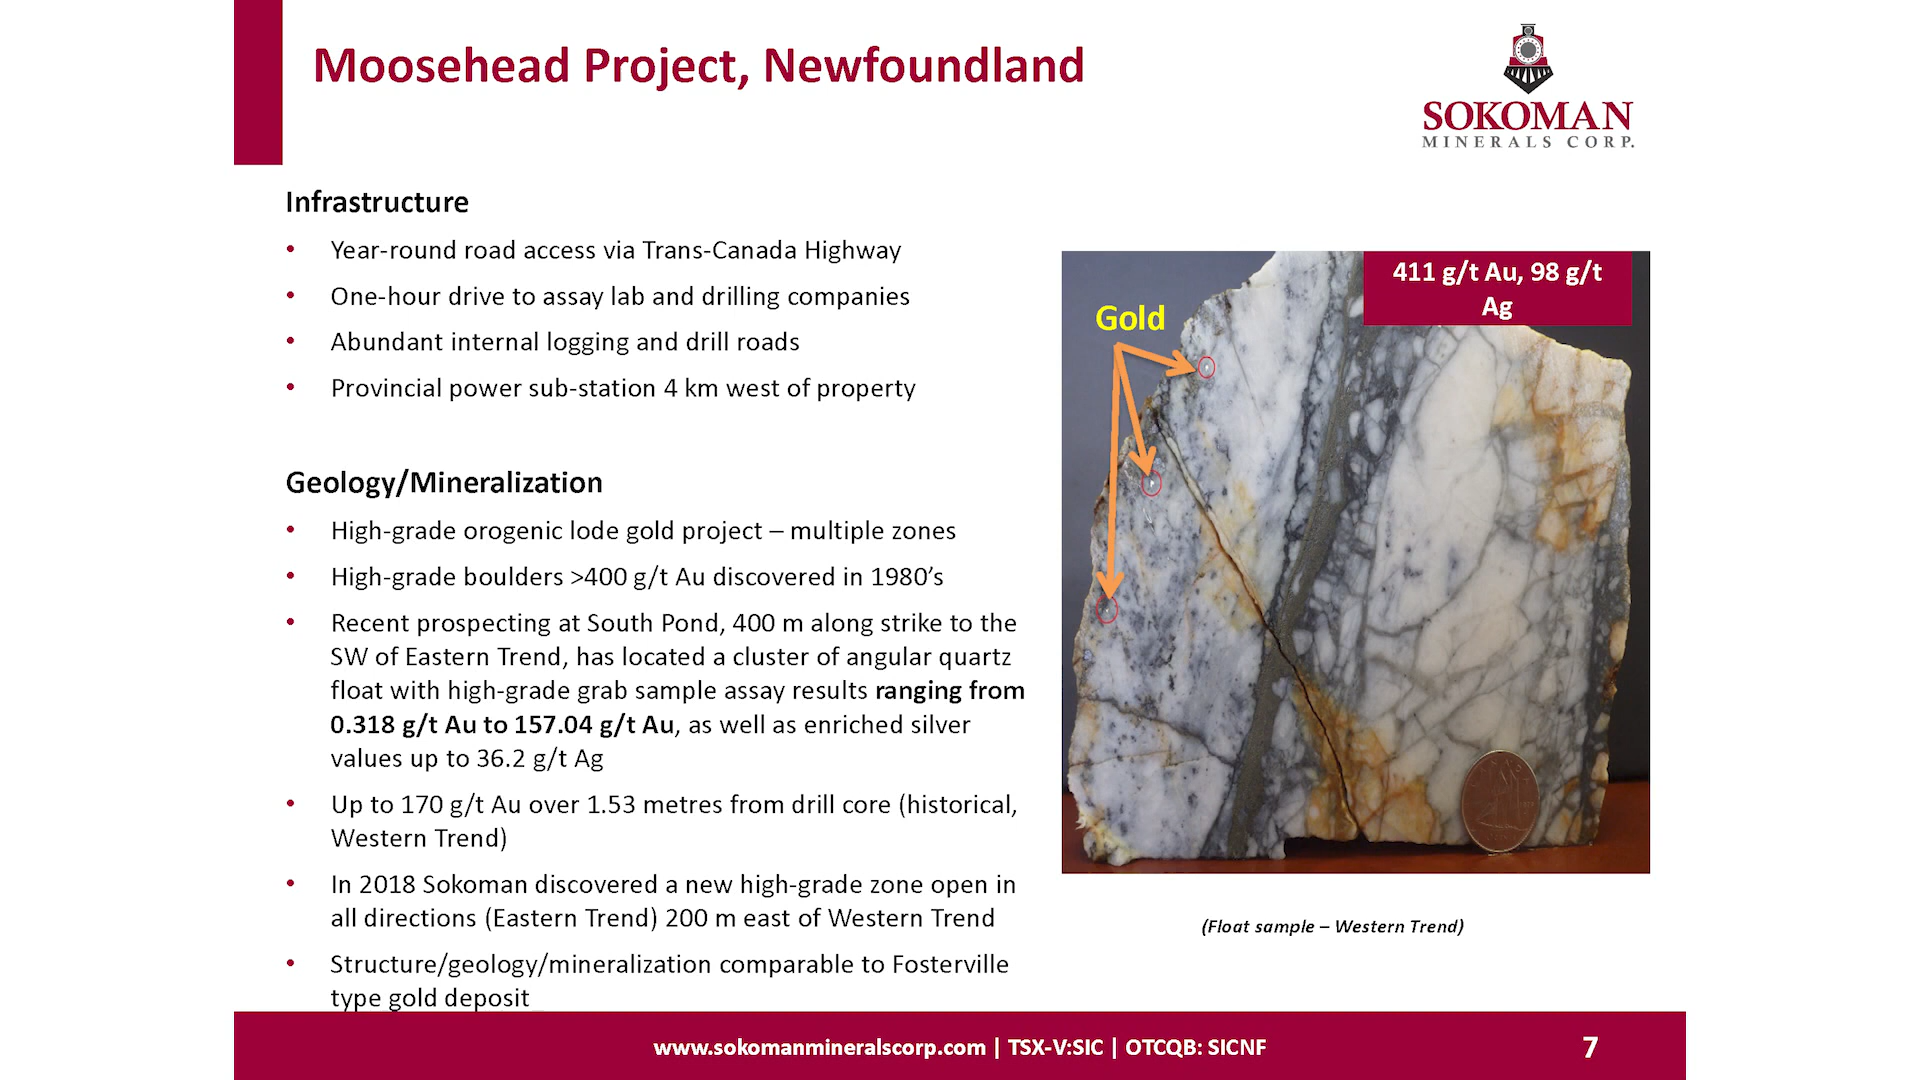 Moosehead Project, Newfoundland
SOKOMAN
MINERALS CORP.
Infrastructure
• Year-round road access via Trans-Canada Highway
• One-hour drive to assay lab and drilling companies
• Abundant internal logging and drill roads
• Provincial power sub-station 4 km west of property
Geology/Mineralization
• High-grade orogenic lode gold project – multiple zones
• High-grade boulders >400 g/t Au discovered in 1980’s
• Recent prospecting at South Pond, 400 m along strike to the
SW of Eastern Trend, has located a cluster of angular quartz
float with high-grade grab sample assay results ranging from
0.318 g/t Au to 157.04 g/t Au, as well as enriched silver
values up to 36.2 g/t Ag
• Up to 170 g/t Au over 1.53 metres from drill core (historical,
Western Trend)
• In 2018 Sokoman discovered a new high-grade zone open in
all directions (Eastern Trend) 200 m east of Western Trend
• Structure/geology/mineralization comparable to Fosterville
type gold deposit
411 g/t Au, 98 g/t
Ag
Gold
(Float sample – Western Trend)
www.sokomanmineralscorp.com | TSX-V:SIC | OTCQB: SICNF
7